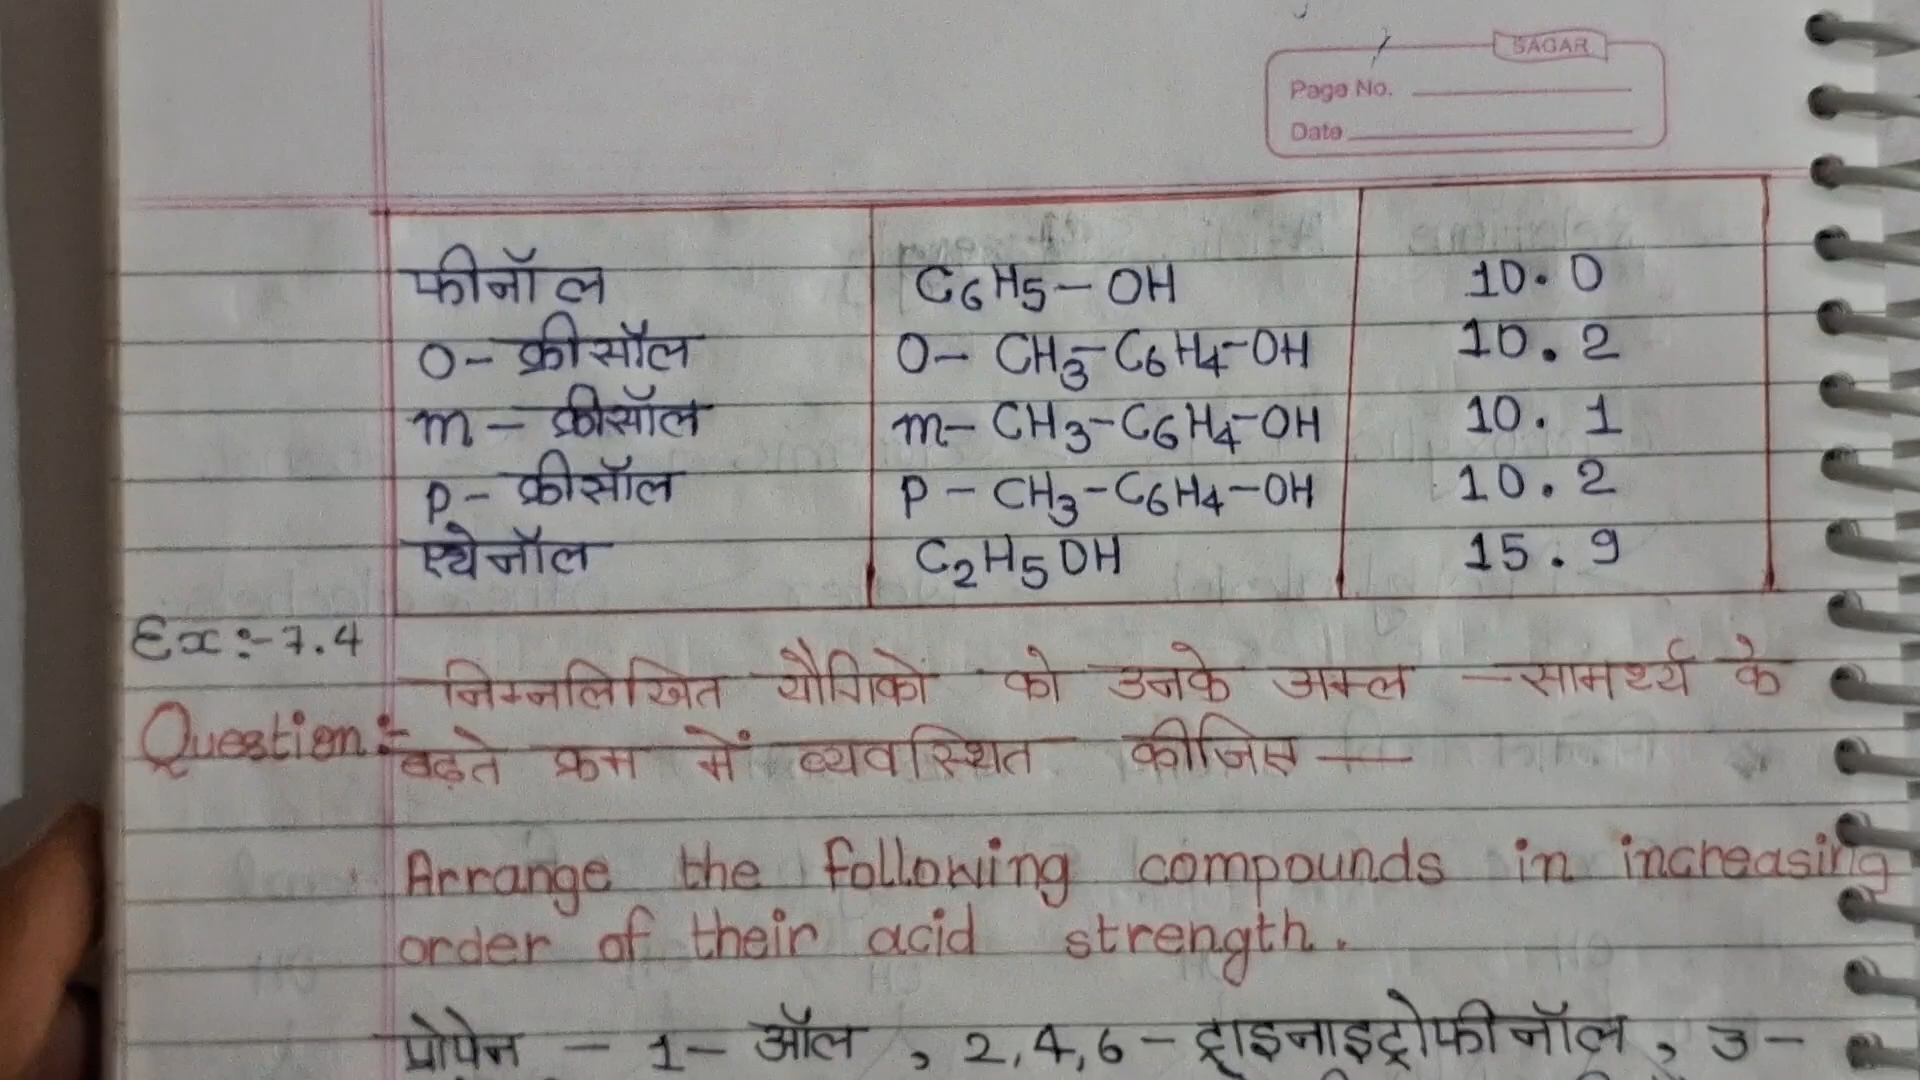 SAGAR
Page No.
Date
फीनॉल C6H5-OH 10.0
O- क्रीसॉल O- CH3-C6H4-OH 10.2
m- क्रीसॉल m- CH3-C6H4-OH 10.1
p- क्रीसॉल p- CH3-C6H4-OH 10.2
एथेनॉल C2H5OH 15.9
Ex:-7.4
निम्नलिखित यौगिकों को उनके अम्ल -सामर्थ्य के
Question:- बढ़ते क्रम में व्यवस्थित कीजिए -
Arrange the following compounds in increasing
order of their acid strength.
प्रोपेन - 1- ऑल, 2,4,6-ट्राइनाइट्रोफीनॉल, 3-